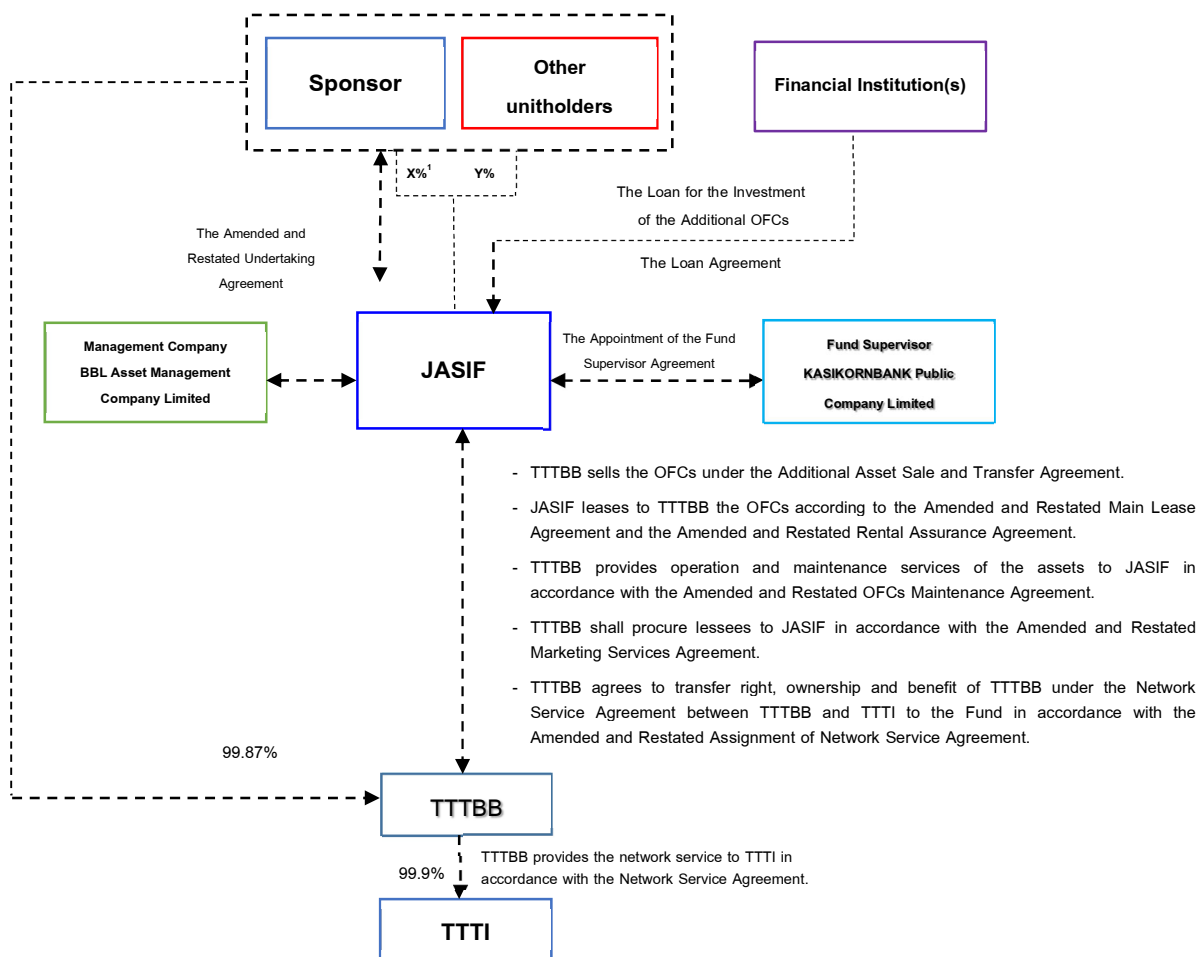 Sponsor
Other
unitholders
Financial Institution(s)
X%¹ Y%
The Loan for the Investment
of the Additional OFCs
The Amended and
Restated Undertaking
Agreement
The Loan Agreement
Management Company
BBL Asset Management
Company Limited
JASIF
The Appointment of the Fund
Supervisor Agreement
Fund Supervisor
KASIKORNBANK Public
Company Limited
- TTTBB sells the OFCs under the Additional Asset Sale and Transfer Agreement.
- JASIF leases to TTTBB the OFCs according to the Amended and Restated Main Lease
Agreement and the Amended and Restated Rental Assurance Agreement.
- TTTBB provides operation and maintenance services of the assets to JASIF in
accordance with the Amended and Restated OFCs Maintenance Agreement.
- TTTBB shall procure lessees to JASIF in accordance with the Amended and Restated
Marketing Services Agreement.
- TTTBB agrees to transfer right, ownership and benefit of TTTBB under the Network
Service Agreement between TTTBB and TTTI to the Fund in accordance with the
Amended and Restated Assignment of Network Service Agreement.
99.87%
TTTBB
99.9%
TTTBB provides the network service to TTTI in
accordance with the Network Service Agreement.
TTTI